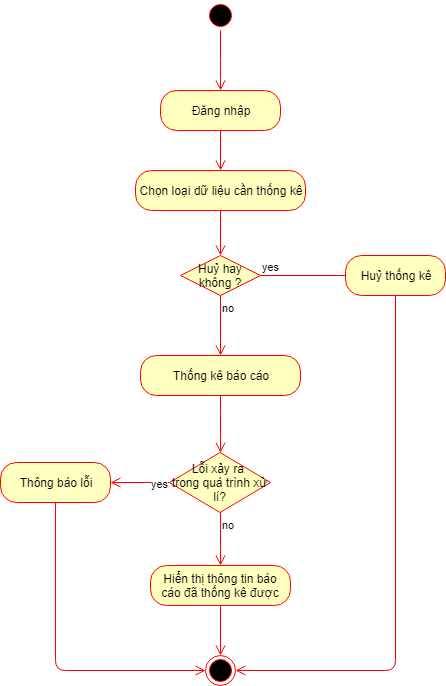 Đăng nhập
Chọn loại dữ liệu cần thống kê
Huỷ hay
không ?
yes
Huỷ thống kê
no
Thống kê báo cáo
Lỗi xảy ra
trong quá trình xử
lí?
yes
Thông báo lỗi
no
Hiển thị thông tin báo
cáo đã thống kê được